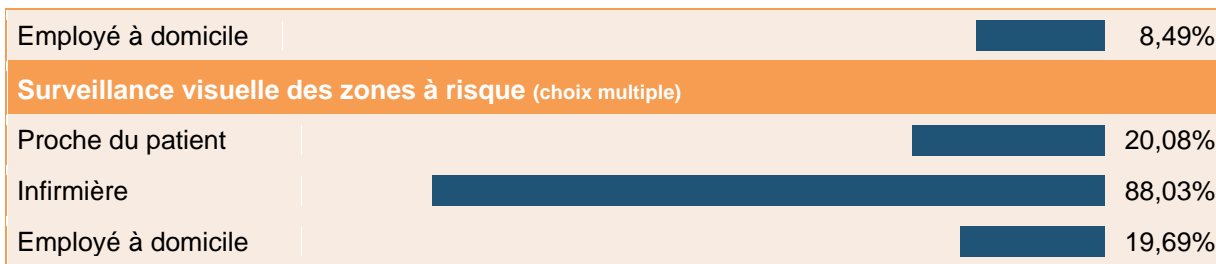 Employé à domicile 8,49%
Surveillance visuelle des zones à risque (choix multiple)
Proche du patient 20,08%
Infirmière 88,03%
Employé à domicile 19,69%